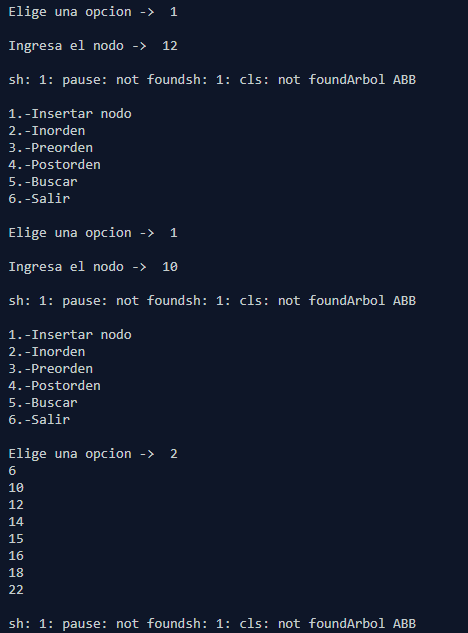 Elige una opcion ->  1
Ingresa el nodo ->  12
sh: 1: pause: not foundsh: 1: cls: not foundArbol ABB
1.-Insertar nodo
2.-Inorden
3.-Preorden
4.-Postorden
5.-Buscar
6.-Salir
Elige una opcion ->  1
Ingresa el nodo ->  10
sh: 1: pause: not foundsh: 1: cls: not foundArbol ABB
1.-Insertar nodo
2.-Inorden
3.-Preorden
4.-Postorden
5.-Buscar
6.-Salir
Elige una opcion ->  2
6
10
12
14
15
16
18
22
sh: 1: pause: not foundsh: 1: cls: not foundArbol ABB